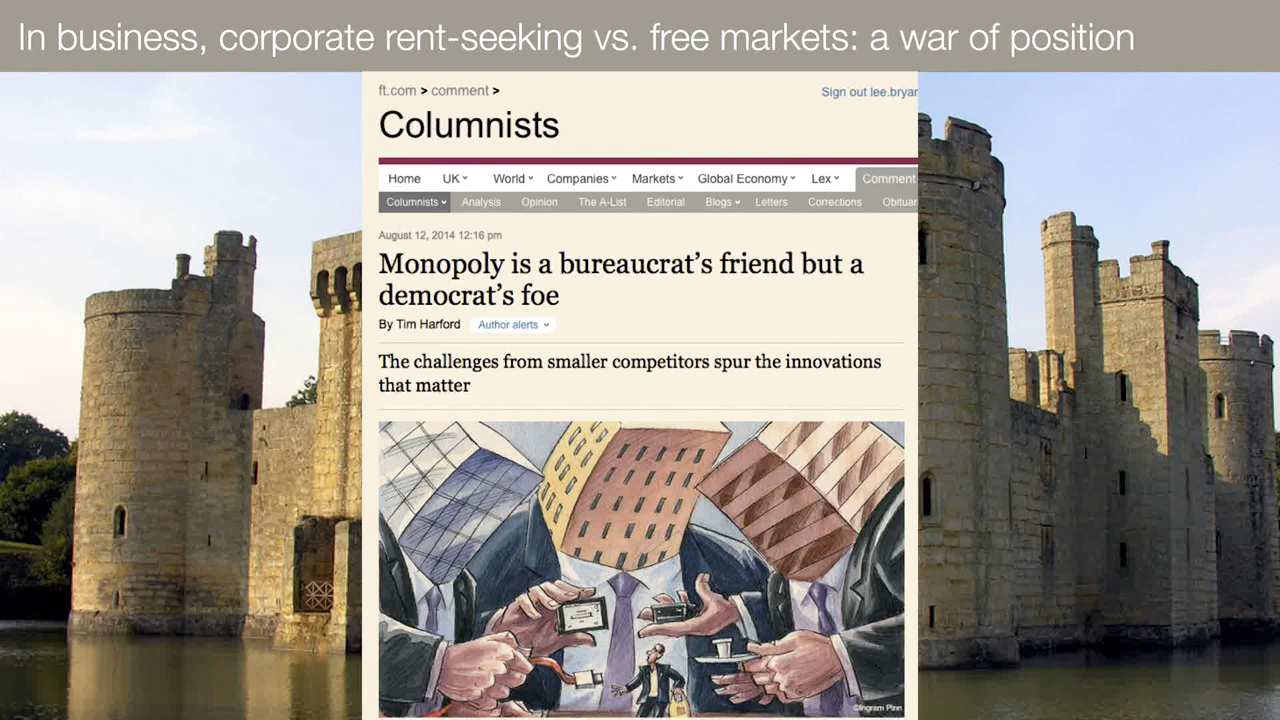 In business, corporate rent-seeking vs. free markets: a war of position
ft.com > comment >
Sign out lee.bryan
Columnists
Home UK World Companies Markets Global Economy Lex Comment
Columnists Analysis Opinion The A-List Editorial Blogs Letters Corrections Obituar
August 12, 2014 12:16 pm
Monopoly is a bureaucrat’s friend but a
democrat’s foe
By Tim Harford Author alerts
The challenges from smaller competitors spur the innovations
that matter
©Ingram Pinn